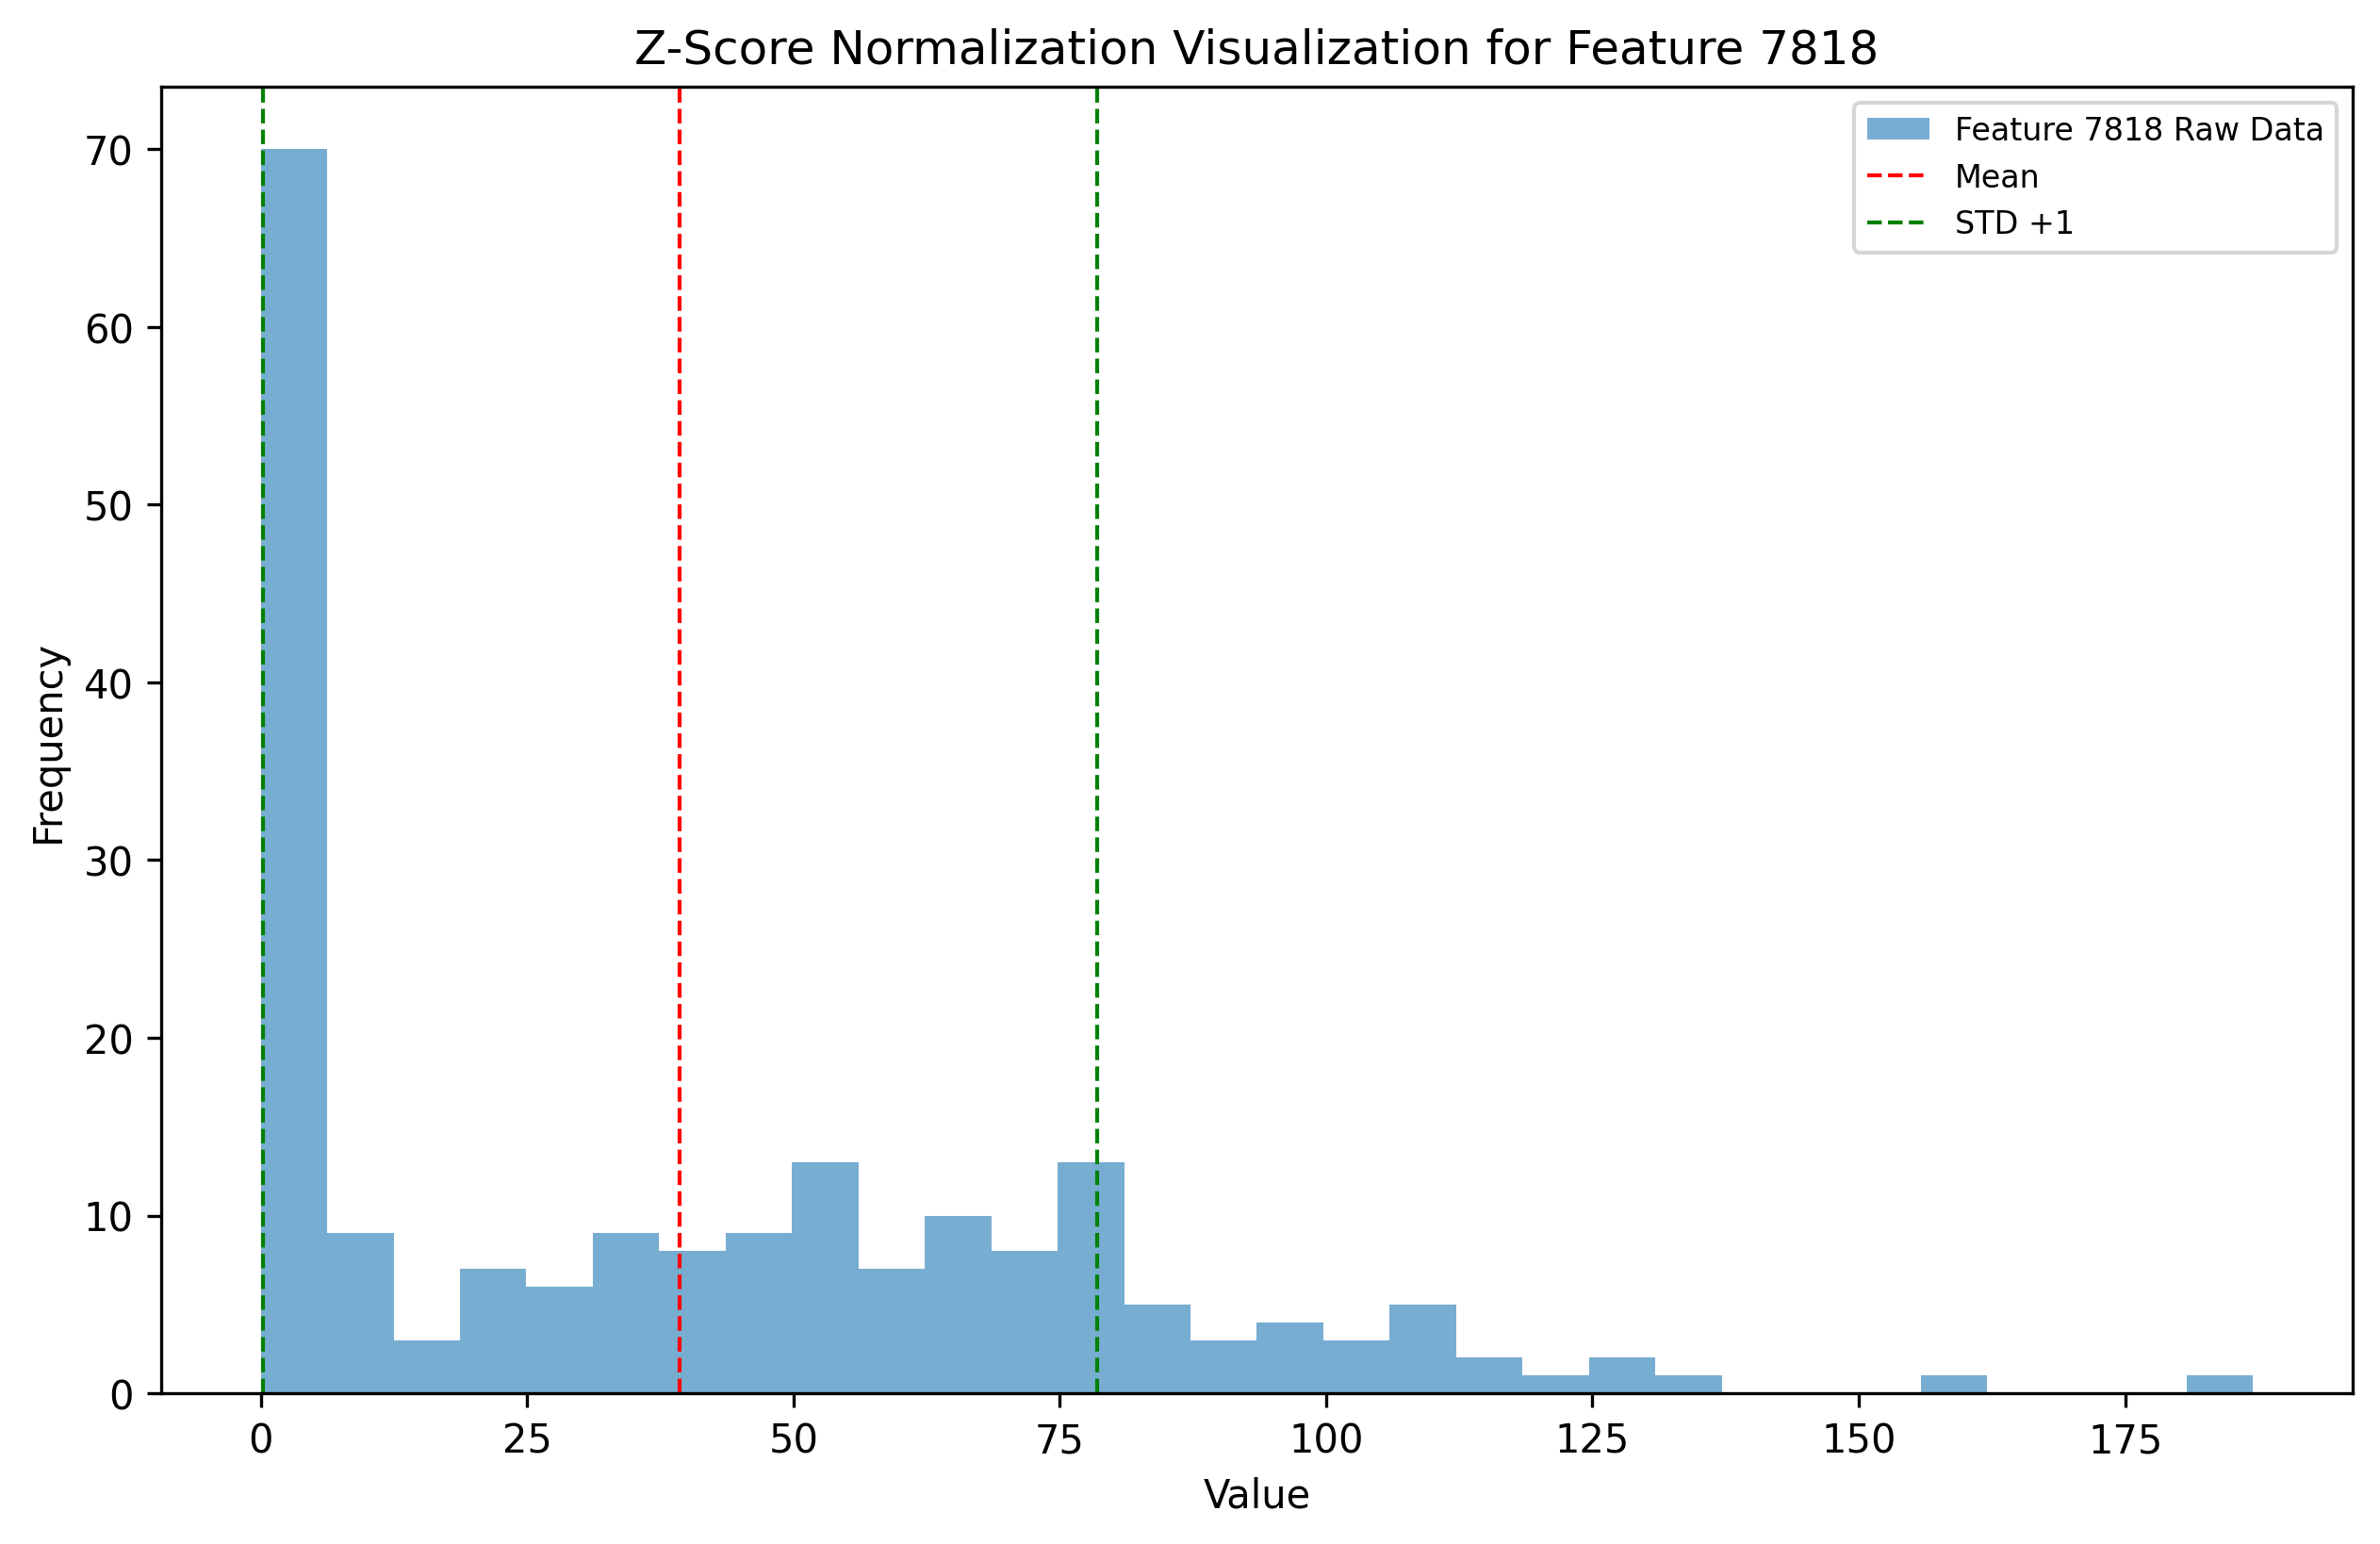 Z-Score Normalization Visualization for Feature 7818
Feature 7818 Raw Data
Mean
STD +1
70
60
50
40
30
20
10
0
Frequency
0 25 50 75 100 125 150 175
Value